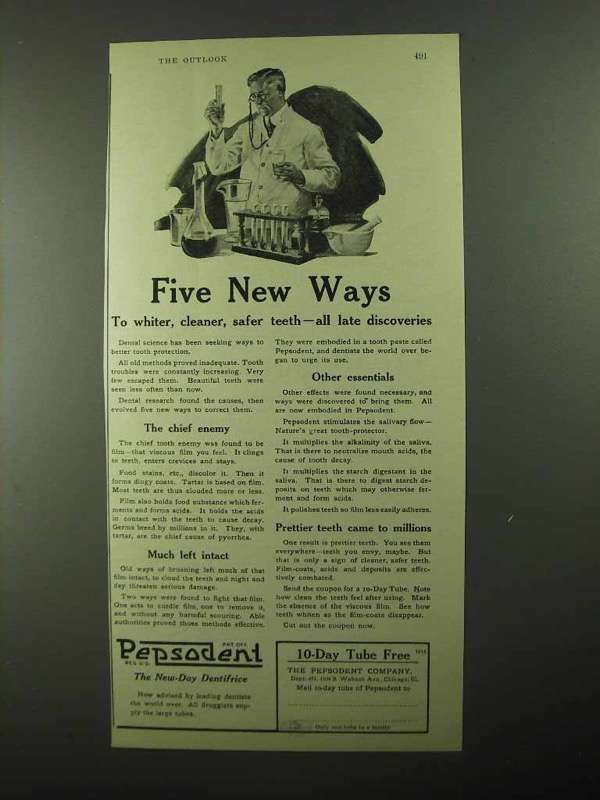 THE OUTLOOK
491
Five New Ways
To whiter, cleaner, safer teeth—all late discoveries
Dental science has been seeking ways to
better tooth protection.
All old methods proved inadequate. Tooth
troubles were constantly increasing. Very
few escaped them. Beautiful teeth were
seen less often than now.
Dental research found the causes, then
evolved five new ways to correct them.
The chief enemy
The chief tooth enemy was found to be
film—that viscous film you feel. It clings
to teeth, enters crevices and stays.
Food stains, etc., discolor it. Then it
forms dingy coats. Tartar is based on film.
Most teeth are thus clouded more or less.
Film also holds food substance which fer-
ments and forms acids. It holds the acids
in contact with the teeth to cause decay.
Germs breed by millions in it. They, with
tartar, are the chief cause of pyorrhea.
Much left intact
Old ways of brushing left much of that
film intact, to cloud the teeth and night and
day threaten serious damage.
Two ways were found to fight that film.
One acts to curdle film, one to remove it,
and without any harmful scouring. Able
authorities proved those methods effective.
They were embodied in a tooth paste called
Pepsodent, and dentists the world over be-
gan to urge its use.
Other essentials
Other effects were found necessary, and
ways were discovered to bring them. All
are now embodied in Pepsodent.
Pepsodent stimulates the salivary flow—
Nature's great tooth-protector.
It multiplies the alkalinity of the saliva.
That is there to neutralize mouth acids, the
cause of tooth decay.
It multiplies the starch digestant in the
saliva. That is there to digest starch de-
posits on teeth which may otherwise fer-
ment and form acids.
It polishes teeth so film less easily adheres.
Prettier teeth came to millions
One result is prettier teeth. You see them
everywhere—teeth you envy, maybe. But
that is only a sign of cleaner, safer teeth.
Film-coats, acids and deposits are effec-
tively combated.
Send the coupon for a 10-Day Tube. Note
how clean the teeth feel after using. Mark
the absence of the viscous film. See how
teeth whiten as the film-coats disappear.
Cut out the coupon now.
Pepsodent
PAT. OFF.
REG. U.S.
The New-Day Dentifrice
Now advised by leading dentists
the world over. All druggists sup-
ply the large tubes.
10-Day Tube Free
THE PEPSODENT COMPANY,
Wabash Ave., Chicago, Ill.
Mail 10-day tube of Pepsodent to
Only one tube to a family